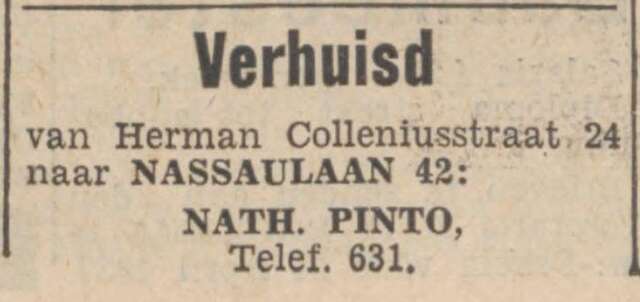 Verhuisd
van Herman Colleniusstraat 24
naar NASSAULAAN 42:
NATH. PINTO,
Telef. 631.